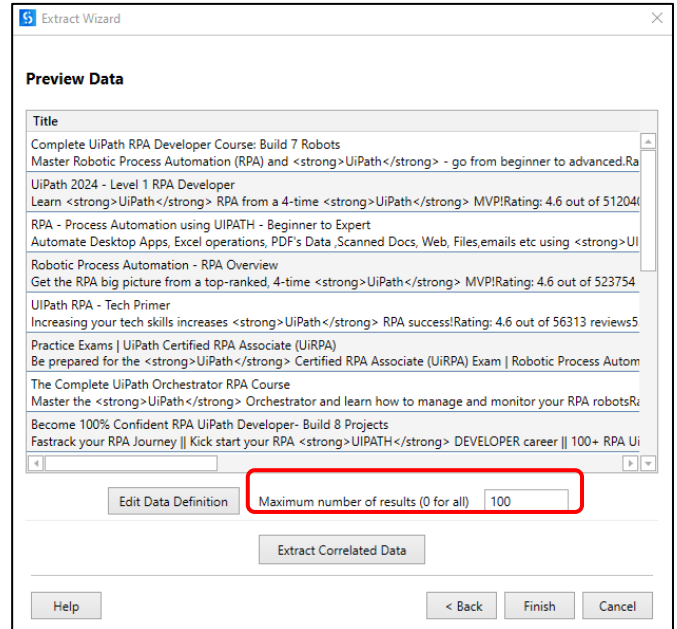 Extract Wizard
Preview Data
Title
Complete UiPath RPA Developer Course: Build 7 Robots
Master Robotic Process Automation (RPA) and <strong>UiPath</strong> - go from beginner to advanced.Ra
UiPath 2024 - Level 1 RPA Developer
Learn <strong>UiPath</strong> RPA from a 4-time <strong>UiPath</strong> MVP!Rating: 4.6 out of 512040
RPA - Process Automation using UIPATH - Beginner to Expert
Automate Desktop Apps, Excel operations, PDF's Data ,Scanned Docs, Web, Files,emails etc using <strong>UI
Robotic Process Automation - RPA Overview
Get the RPA big picture from a top-ranked, 4-time <strong>UiPath</strong> MVP!Rating: 4.6 out of 523754
UIPath RPA - Tech Primer
Increasing your tech skills increases <strong>UiPath</strong> RPA success!Rating: 4.6 out of 56313 reviews5
Practice Exams | UiPath Certified RPA Associate (UiRPA)
Be prepared for the <strong>UiPath</strong> Certified RPA Associate (UiRPA) Exam | Robotic Process Autom
The Complete UiPath Orchestrator RPA Course
Master the <strong>UiPath</strong> Orchestrator and learn how to manage and monitor your RPA robotsRa
Become 100% Confident RPA UiPath Developer- Build 8 Projects
Fastrack your RPA Journey || Kick start your RPA <strong>UIPATH</strong> DEVELOPER career || 100+ RPA Ui
Edit Data Definition Maximum number of results (0 for all) 100
Extract Correlated Data
Help < Back Finish Cancel